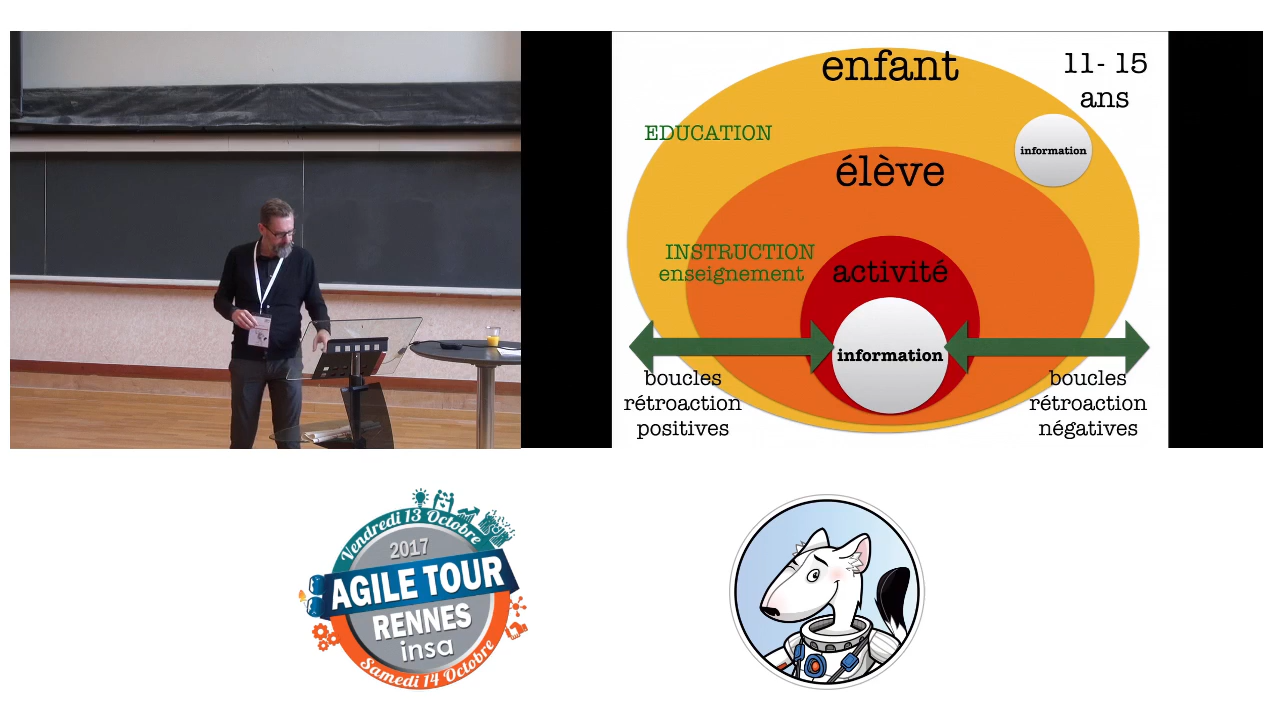 enfant
11- 15
ans
EDUCATION
information
élève
INSTRUCTION
enseignement
activité
information
boucles
rétroaction
positives
boucles
rétroaction
négatives
Vendredi 13 Octobre
2017
AGILE TOUR
RENNES
insa
Samedi 14 Octobre